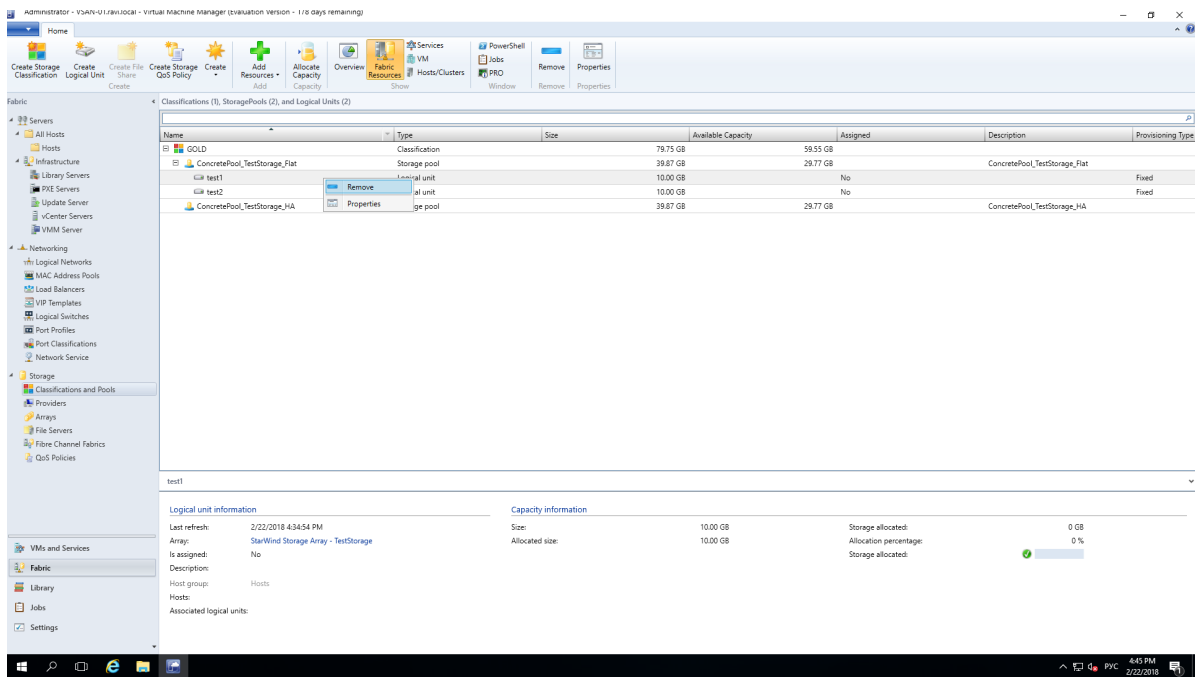 Administrator - VSAN-01.ravi.local - Virtual Machine Manager (Evaluation Version - 178 days remaining)
Home
Create Storage Classification
Create Logical Unit
Create File Share
Create Storage QoS Policy
Create
Add Resources
Allocate Capacity
Overview
Fabric Resources
Services
VM
Hosts/Clusters
PowerShell
Jobs
PRO
Remove
Properties
Create
Add
Capacity
Show
Window
Remove
Properties
Fabric
Classifications (1), StoragePools (2), and Logical Units (2)
Servers
All Hosts
Hosts
Infrastructure
Library Servers
PXE Servers
Update Server
vCenter Servers
VMM Server
Networking
Logical Networks
MAC Address Pools
Load Balancers
VIP Templates
Logical Switches
Port Profiles
Port Classifications
Network Service
Storage
Classifications and Pools
Providers
Arrays
File Servers
Fibre Channel Fabrics
QoS Policies
VMs and Services
Fabric
Library
Jobs
Settings
Name Type Size Available Capacity Assigned Description Provisioning Type
GOLD Classification 79.75 GB 59.55 GB
ConcretePool_TestStorage_Flat Storage pool 39.87 GB 29.77 GB ConcretePool_TestStorage_Flat
test1 Logical unit 10.00 GB No Fixed
test2 10.00 GB No Fixed
ConcretePool_TestStorage_HA 39.87 GB 29.77 GB ConcretePool_TestStorage_HA
Remove
Properties
test1
Logical unit information
Last refresh: 2/22/2018 4:34:54 PM
Array: StarWind Storage Array - TestStorage
Is assigned: No
Description:
Host group: Hosts
Hosts:
Associated logical units:
Capacity information
Size: 10.00 GB
Allocated size: 10.00 GB
Storage allocated: 0 GB
Allocation percentage: 0 %
Storage allocated:
РУС
4:45 PM
2/22/2018